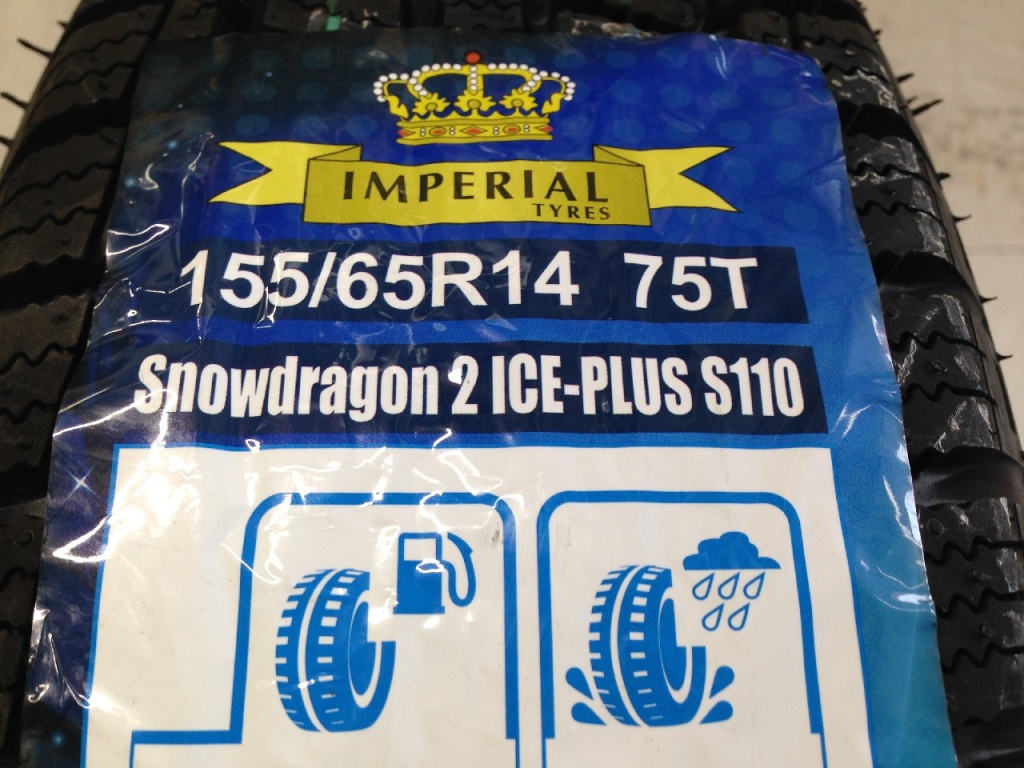 IMPERIAL
TYRES
155/65R14 75T
Snowdragon 2 ICE-PLUS S110